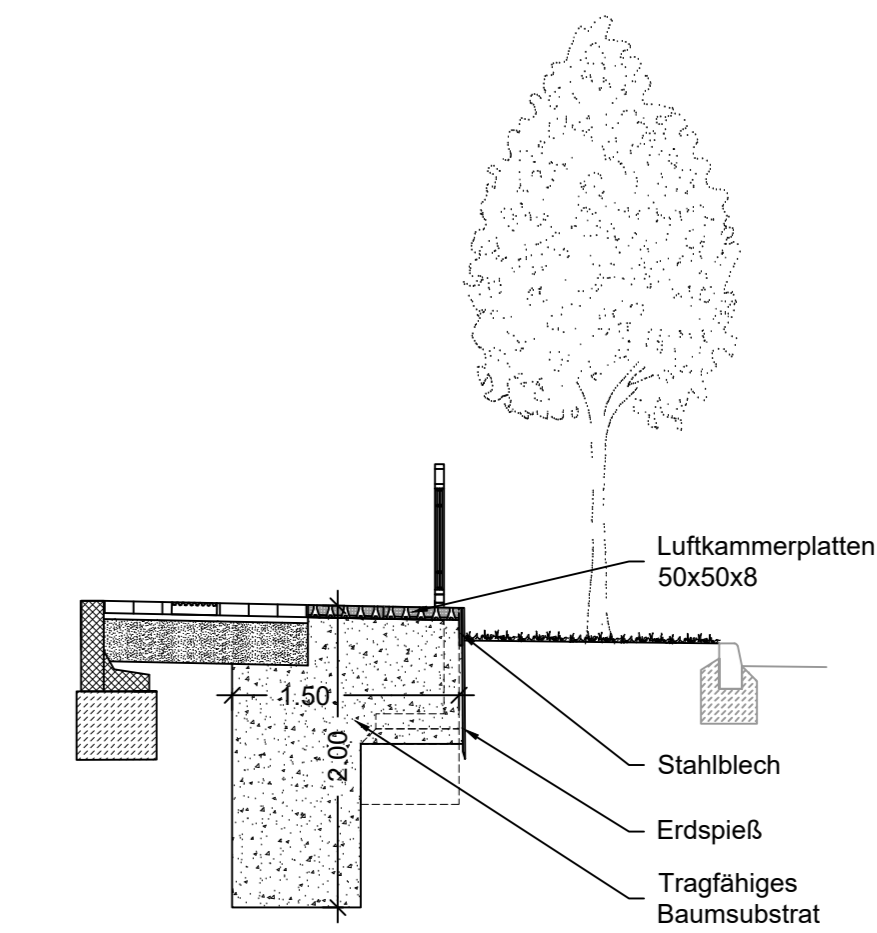 Luftkammerplatten
50x50x8
1.50
2.00
Stahlblech
Erdspieß
Tragfähiges
Baumsubstrat